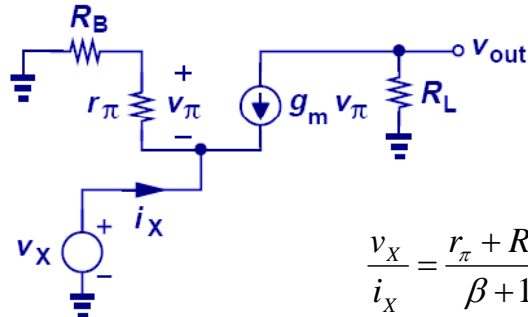 R_B
r_π
+
v_π
−
g_m v_π
v_out
R_L
i_X
v_X
+
−
v_X / i_X = r_π + R / β + 1